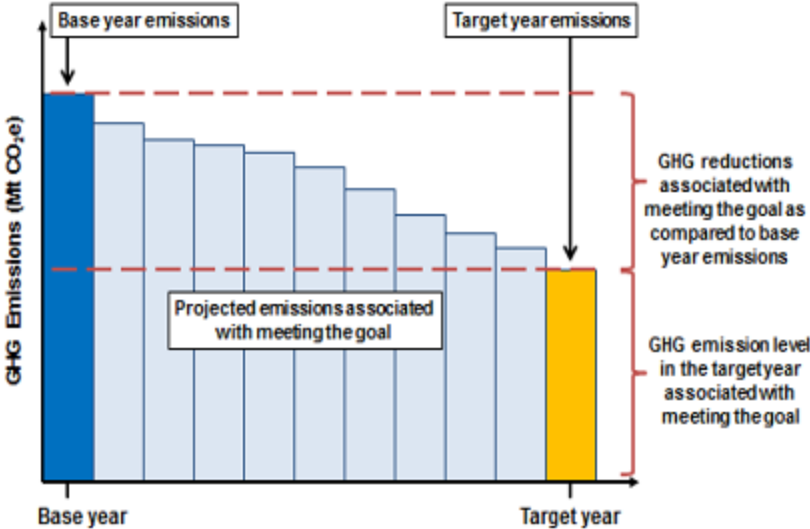 Base year emissions
Target year emissions
GHG Emissions (Mt CO₂e)
GHG reductions
associated with
meeting the goal as
compared to base
year emissions
Projected emissions associated
with meeting the goal
GHG emission level
in the target year
associated with
meeting the goal
Base year
Target year